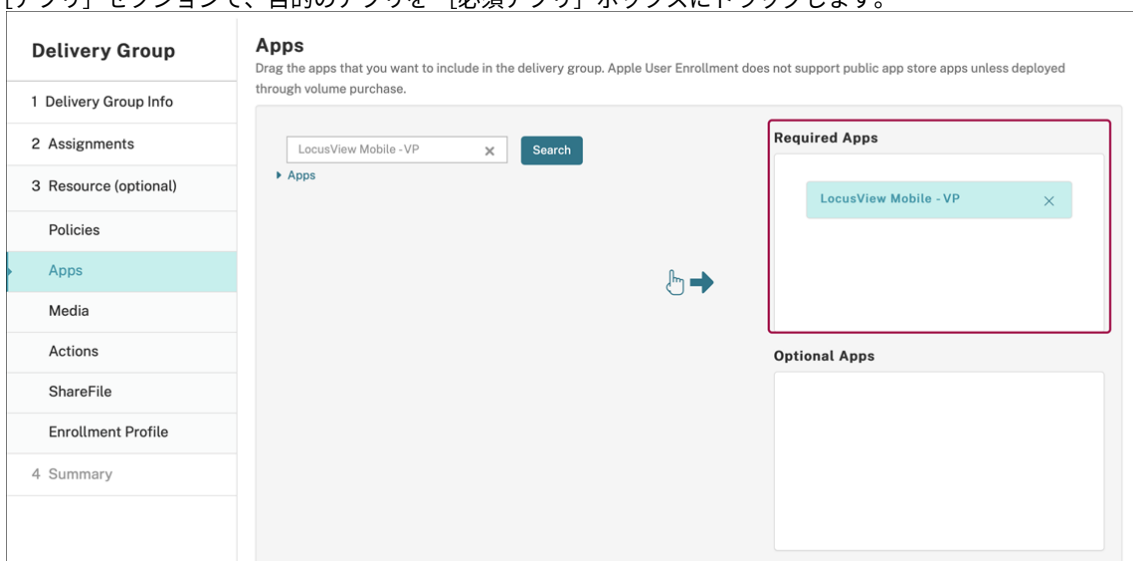 ［アプリ］セクションで、目的のアプリを［必須アプリ］ボックスにドラッグします。
Delivery Group
1 Delivery Group Info
2 Assignments
3 Resource (optional)
Policies
Apps
Media
Actions
ShareFile
Enrollment Profile
4 Summary
Apps
Drag the apps that you want to include in the delivery group. Apple User Enrollment does not support public app store apps unless deployed
through volume purchase.
LocusView Mobile - VP
Search
Apps
Required Apps
LocusView Mobile - VP
Optional Apps